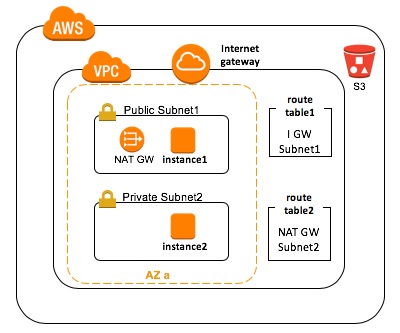 AWS
VPC
Internet
gateway
S3
Public Subnet1
NAT GW
instance1
route
table1
I GW
Subnet1
Private Subnet2
instance2
route
table2
NAT GW
Subnet2
AZ a